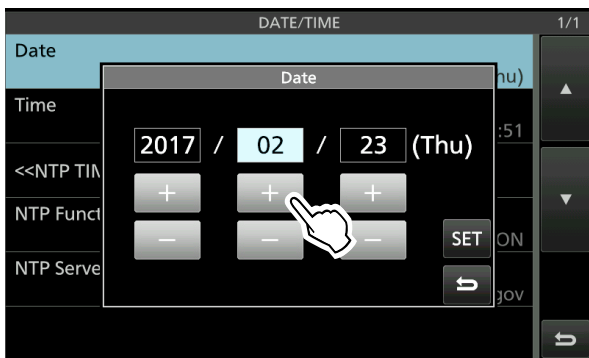 DATE/TIME 1/1
Date
hu)
Date
Time
:51
2017 / 02 / 23 (Thu)
<<NTP TIM
+ + +
NTP Funct
− − − SET ON
NTP Serve
gov